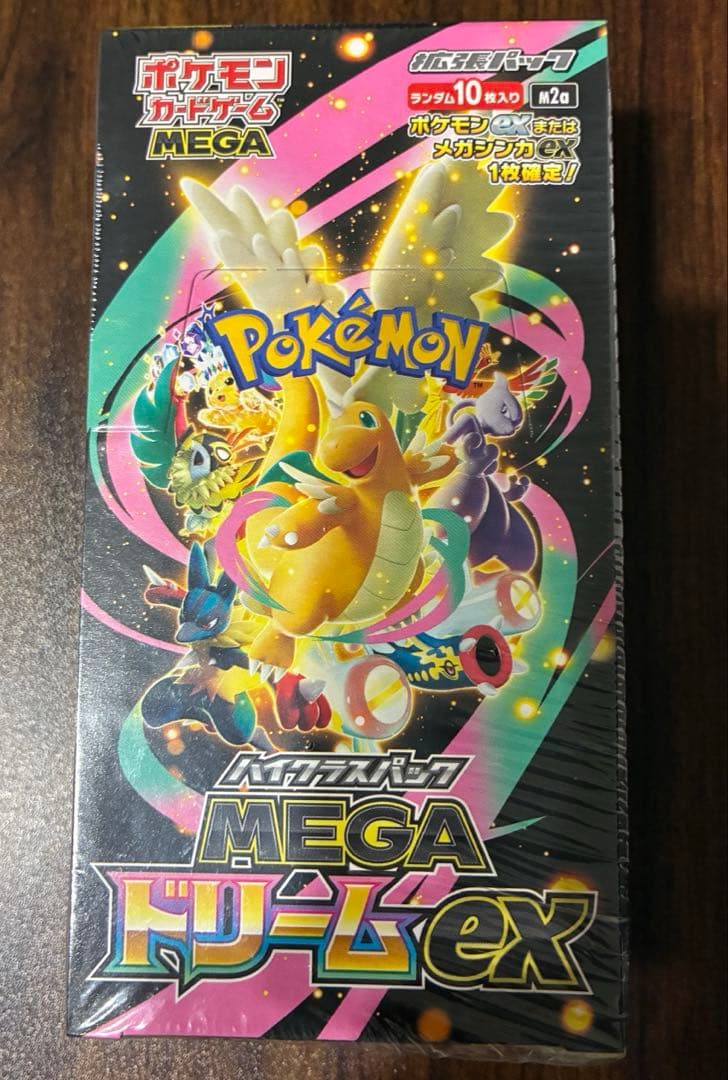 ポケモン
カードゲーム™
MEGA
拡張パック
ランダム10枚入り
M2a
ポケモンexまたは
メガシンカex
1枚確定!
POKéMON
™
ハイクラスパック
MEGA
ドリームex